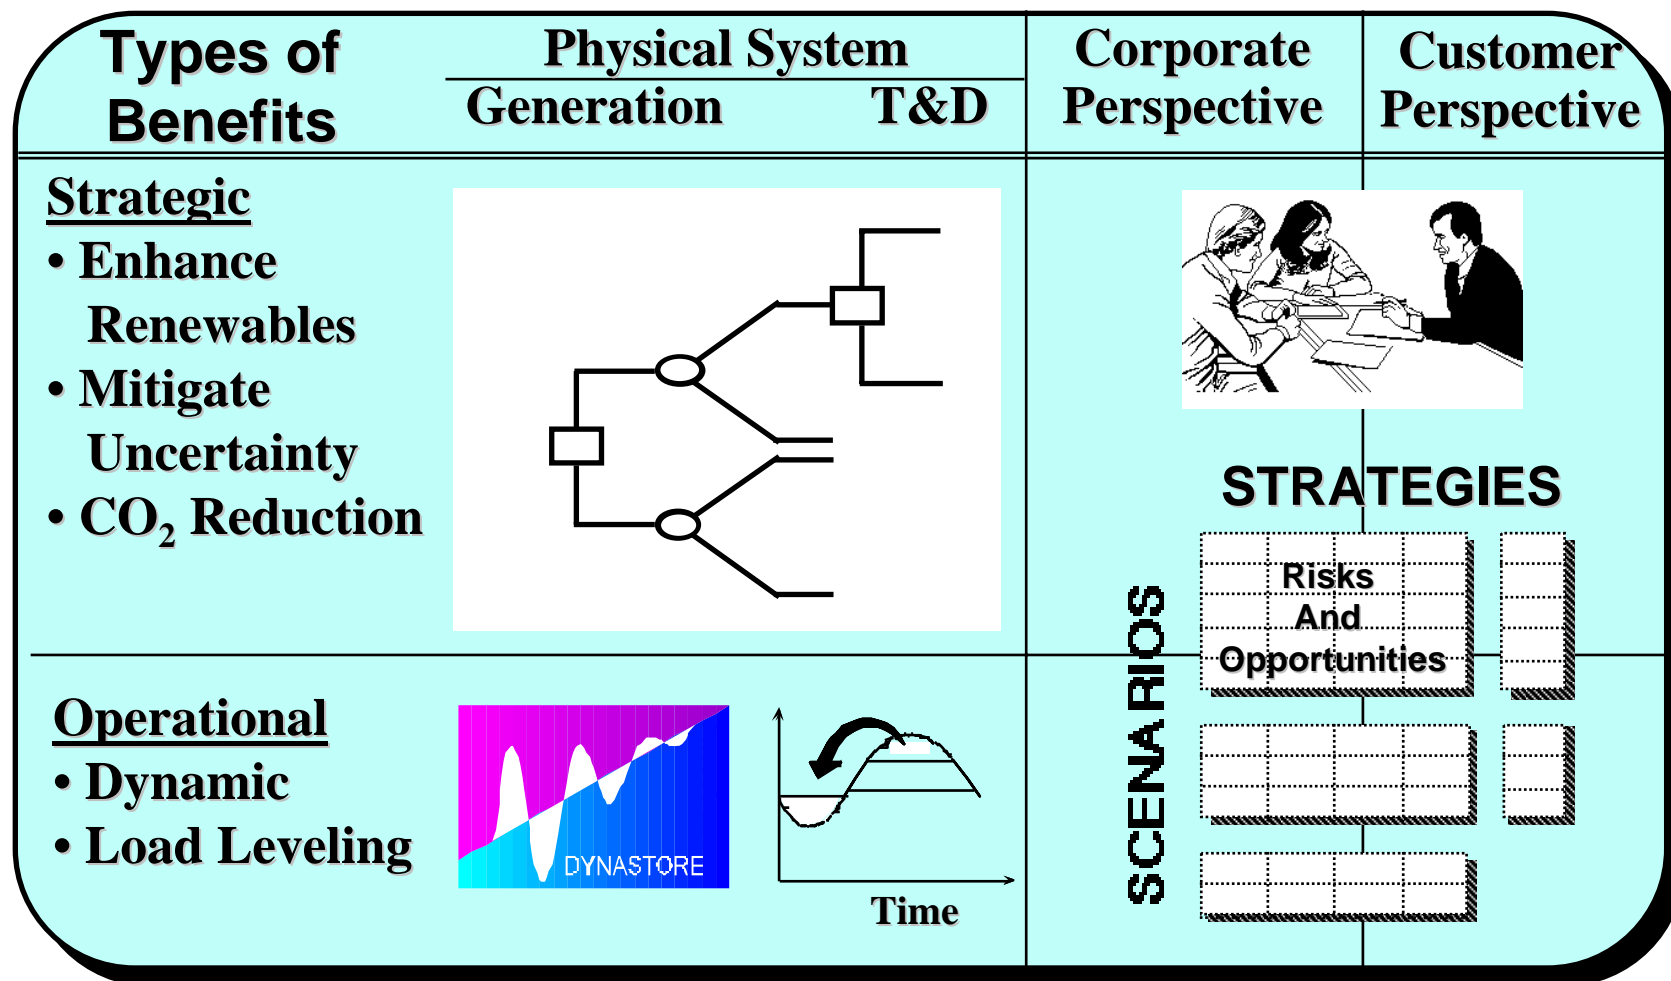 Types of
Benefits
Physical System
Generation T&D
Corporate
Perspective
Customer
Perspective
Strategic
• Enhance
Renewables
• Mitigate
Uncertainty
• CO₂ Reduction
STRATEGIES
SCENARIOS
Risks
And
Opportunities
Operational
• Dynamic
• Load Leveling
DYNASTORE
Time